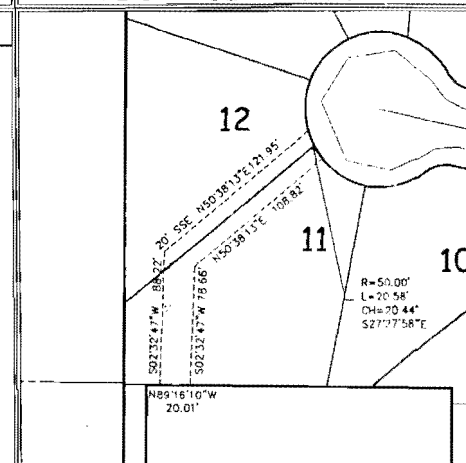 12
20' SSE N50°38'13"E 121.95'
N50°38'13"E 108.82'
11
10
S02°32'47"W 88.22'
S02°32'47"W 78.66'
R=50.00'
L=20.58'
CH=20.44'
S27°27'58"E
N89°16'10"W
20.01'